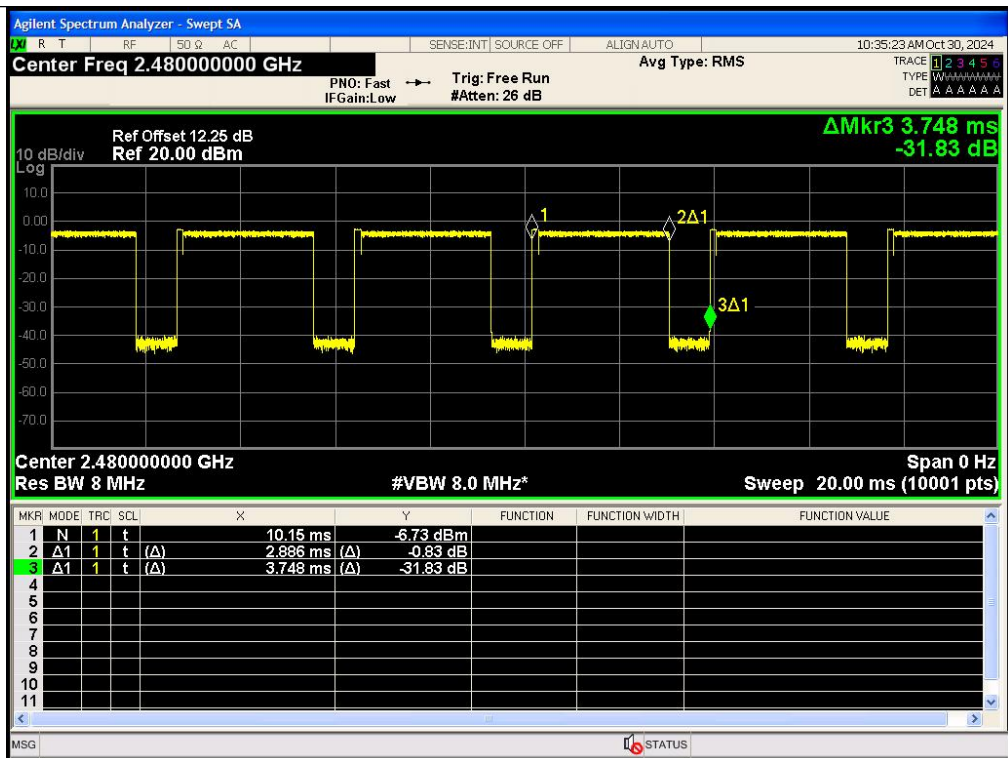 Agilent Spectrum Analyzer - Swept SA
LXI R T RF 50 Ω AC SENSE:INT SOURCE OFF ALIGN AUTO 10:35:23 AM Oct 30, 2024
Center Freq 2.480000000 GHz Avg Type: RMS TRACE 1 2 3 4 5 6
PNO: Fast Trig: Free Run TYPE WWWWWW
IFGain:Low #Atten: 26 dB DET A A A A A A
ΔMkr3 3.748 ms
-31.83 dB
Ref Offset 12.25 dB
10 dB/div Ref 20.00 dBm
Log
10.0
0.00
-10.0
-20.0
-30.0
-40.0
-50.0
-60.0
-70.0
1
2Δ1
3Δ1
Center 2.480000000 GHz Span 0 Hz
Res BW 8 MHz #VBW 8.0 MHz* Sweep 20.00 ms (10001 pts)
MKR MODE TRC SCL X Y FUNCTION FUNCTION WIDTH FUNCTION VALUE
1 N 1 t 10.15 ms -6.73 dBm
2 Δ1 1 t (Δ) 2.886 ms (Δ) -0.83 dB
3 Δ1 1 t (Δ) 3.748 ms (Δ) -31.83 dB
4
5
6
7
8
9
10
11
MSG STATUS